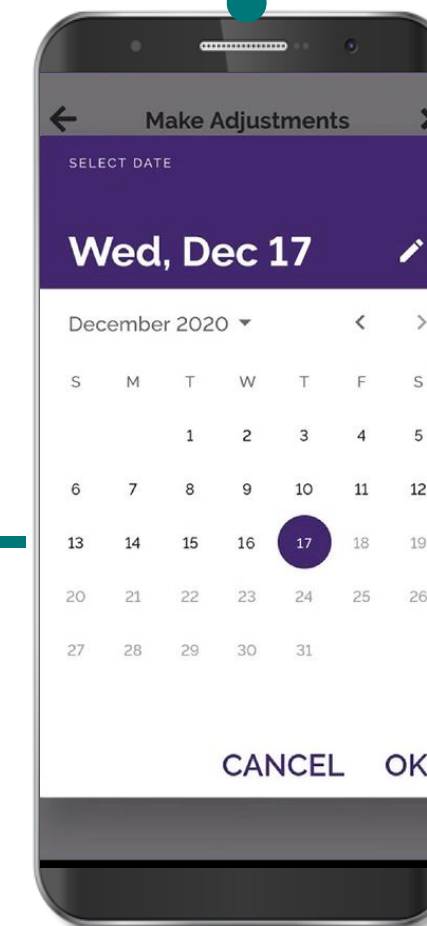 Make Adjustments
SELECT DATE
Wed, Dec 17
December 2020
S M T W T F S
1 2 3 4 5
6 7 8 9 10 11 12
13 14 15 16 17 18 19
20 21 22 23 24 25 26
27 28 29 30 31
CANCEL OK